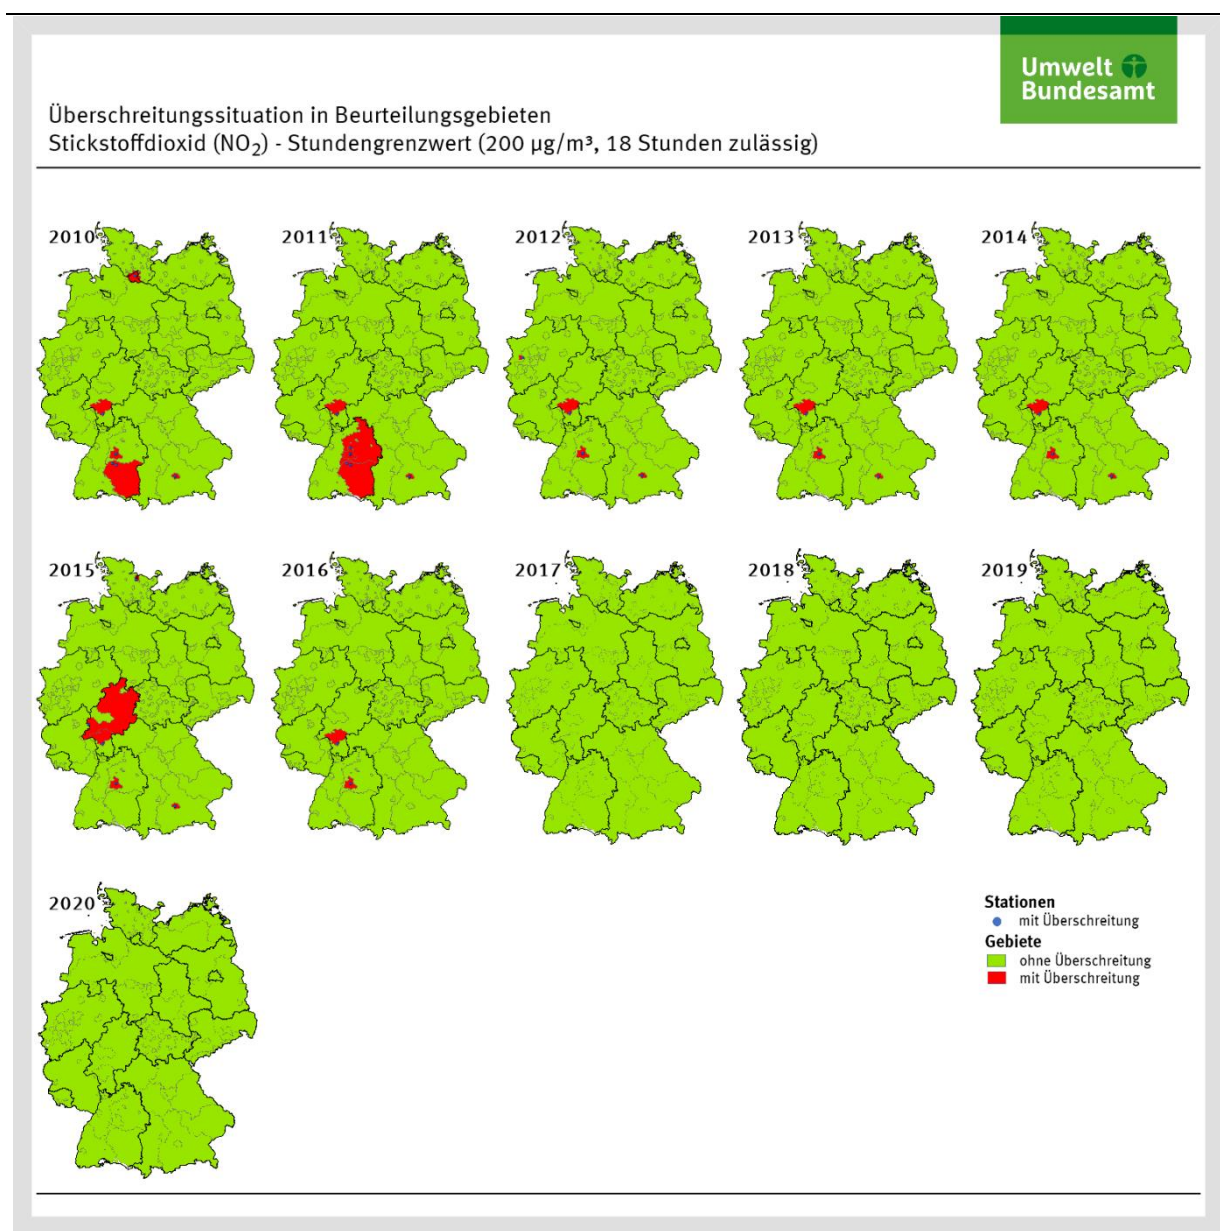 Umwelt
Bundesamt
Überschreitungssituation in Beurteilungsgebieten
Stickstoffdioxid (NO₂) - Stundengrenzwert (200 µg/m³, 18 Stunden zulässig)
2010
2011
2012
2013
2014
2015
2016
2017
2018
2019
2020
Stationen
mit Überschreitung
Gebiete
ohne Überschreitung
mit Überschreitung